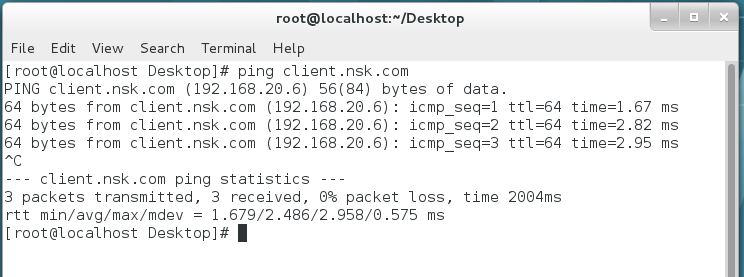 root@localhost:~/Desktop
File Edit View Search Terminal Help
[root@localhost Desktop]# ping client.nsk.com
PING client.nsk.com (192.168.20.6) 56(84) bytes of data.
64 bytes from client.nsk.com (192.168.20.6): icmp_seq=1 ttl=64 time=1.67 ms
64 bytes from client.nsk.com (192.168.20.6): icmp_seq=2 ttl=64 time=2.82 ms
64 bytes from client.nsk.com (192.168.20.6): icmp_seq=3 ttl=64 time=2.95 ms
^C
--- client.nsk.com ping statistics ---
3 packets transmitted, 3 received, 0% packet loss, time 2004ms
rtt min/avg/max/mdev = 1.679/2.486/2.958/0.575 ms
[root@localhost Desktop]#